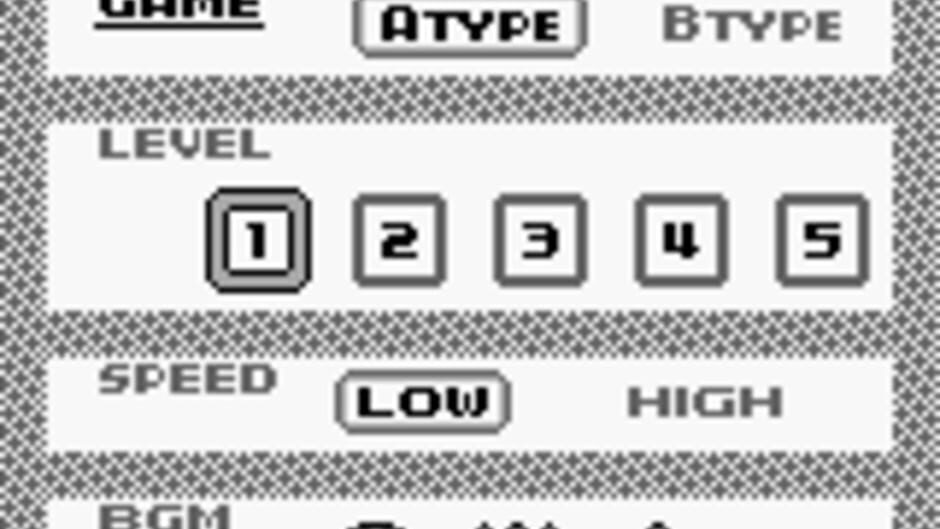 GAME ATYPE BTYPE
LEVEL
1 2 3 4 5
SPEED LOW HIGH
BGM